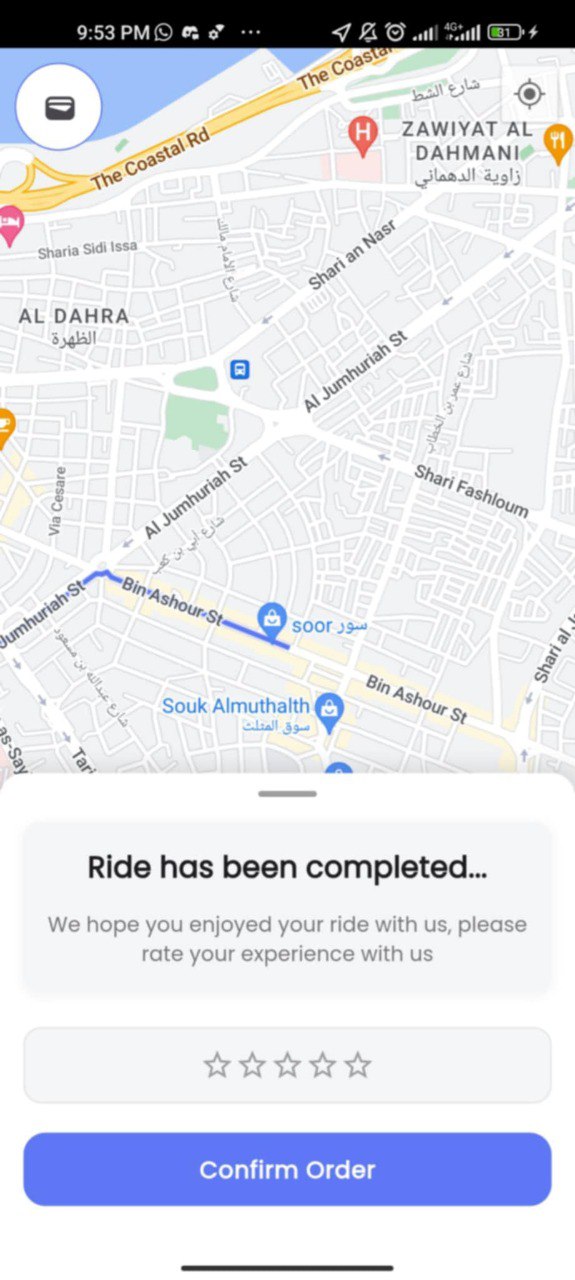 9:53 PM
4G+
31
The Coastal
شارع الشط
H
ZAWIYAT AL
DAHMANI
زاوية الدهماني
The Coastal Rd
Sharia Sidi Issa
شارع الامام مالك
Shari an Nasr
AL DAHRA
الظهرة
Al Jumhuriah St
شارع عمر بن الخطاب
Al Jumhuriah St
Shari Fashloum
Via Cesare
شارع ابي بن كعب
Jumhuriah St
Bin Ashour St
soor سور
شارع عبدالله بن مسعود
Souk Almuthalth
سوق المثلث
Bin Ashour St
Shari al J
as-Say
Tari
Ride has been completed...
We hope you enjoyed your ride with us, please
rate your experience with us
Confirm Order